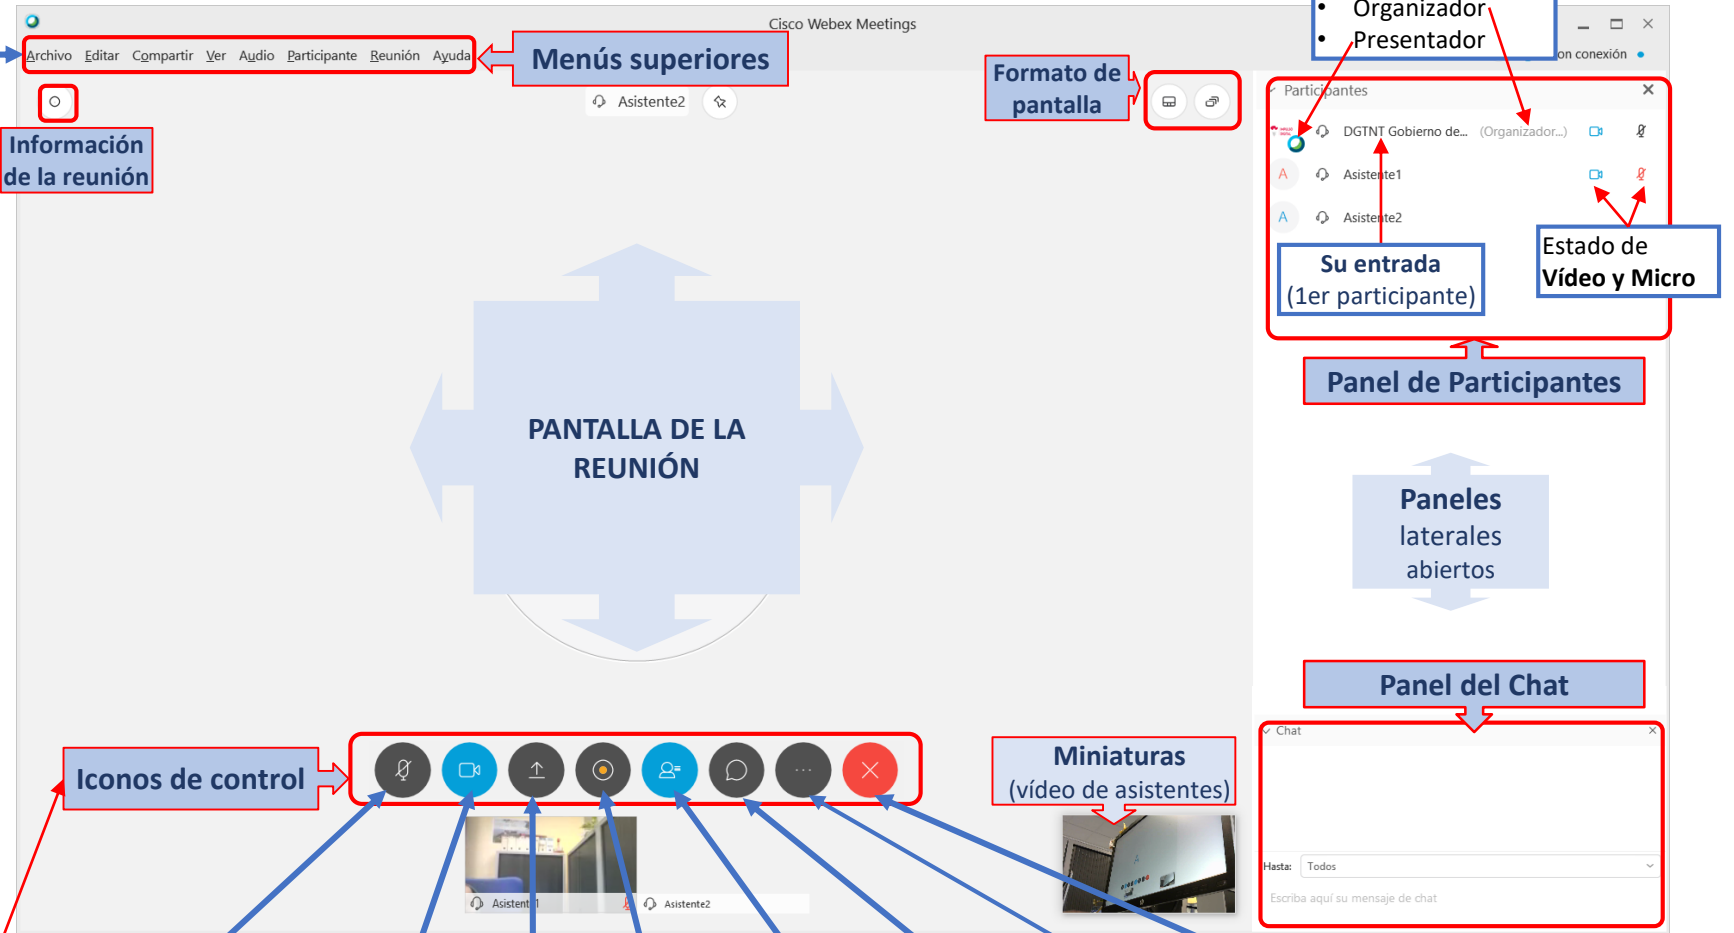 Cisco Webex Meetings
• Organizador
• Presentador
Archivo Editar Compartir Ver Audio Participante Reunión Ayuda
Menús superiores
on conexión
Asistente2
Formato de
pantalla
Información
de la reunión
Participantes
DGTNT Gobierno de... (Organizador...)
A Asistente1
A Asistente2
Su entrada
(1er participante)
Estado de
Vídeo y Micro
Panel de Participantes
PANTALLA DE LA
REUNIÓN
Paneles
laterales
abiertos
Panel del Chat
Chat
Iconos de control
Miniaturas
(vídeo de asistentes)
Asistente1
Asistente2
Hasta: Todos
Escriba aquí su mensaje de chat